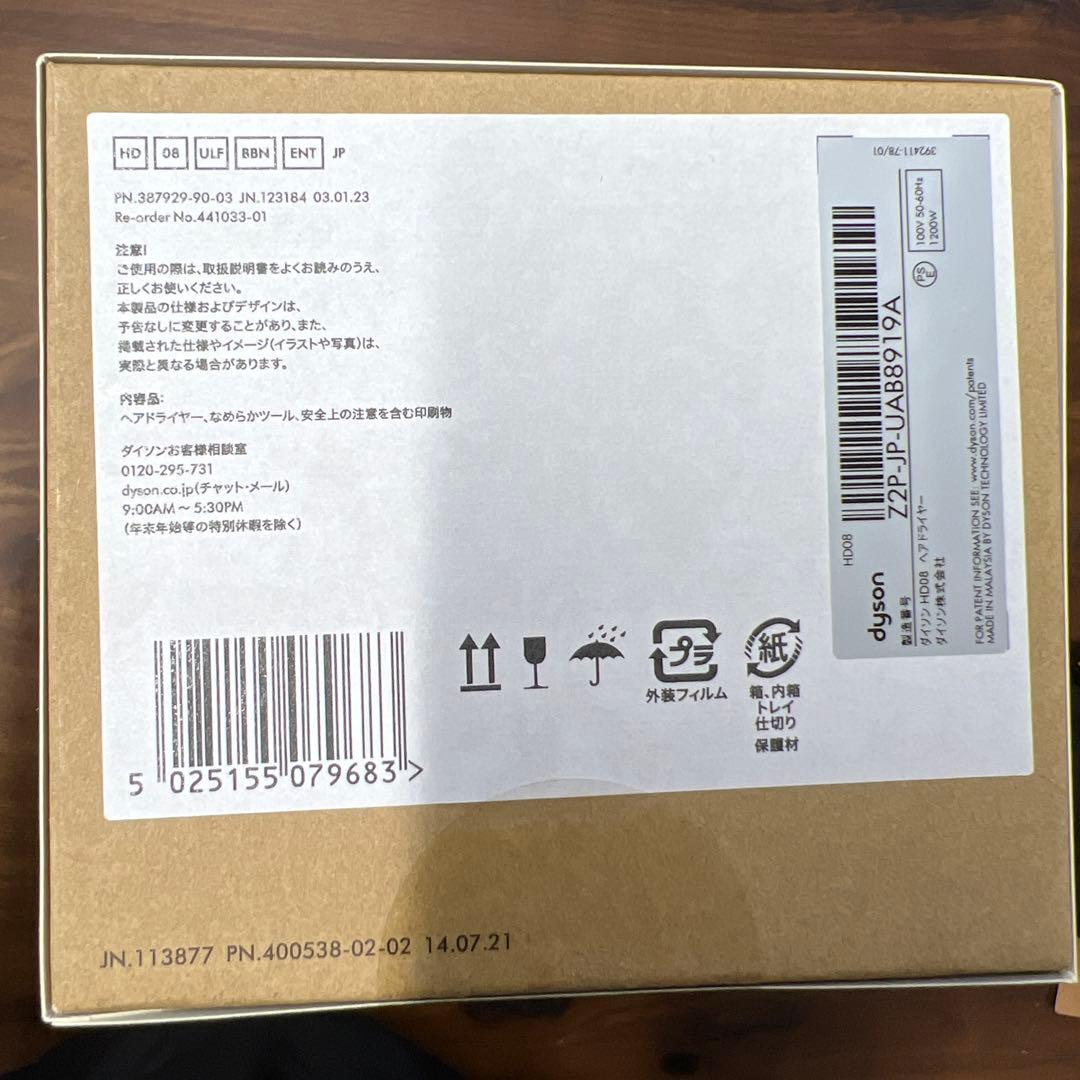 HD 08 ULF BBN ENT JP
PN.387929-90-03 JN.123184 03.01.23
Re-order No.441033-01
注意!
ご使用の際は、取扱説明書をよくお読みのうえ、
正しくお使いください。
本製品の仕様およびデザインは、
予告なしに変更することがあり、また、
掲載された仕様やイメージ(イラストや写真)は、
実際と異なる場合があります。
内容品:
ヘアドライヤー、なめらかツール、安全上の注意を含む印刷物
ダイソンお客様相談室
0120-295-731
dyson.co.jp(チャット・メール)
9:00AM～5:30PM
(年末年始等の特別休暇を除く)
5 025155 079683 >
プラ
外装フィルム
紙
箱、内箱
トレイ
仕切り
保護材
392411-78/01
HD08
dyson
製造番号
Z2P-JP-UAB8919A
100V 50-60Hz
1200W
PSE
ダイソン HD08 ヘアドライヤー
ダイソン株式会社
FOR PATENT INFORMATION SEE: www.dyson.com/patents
MADE IN MALAYSIA BY DYSON TECHNOLOGY LIMITED
JN.113877 PN.400538-02-02 14.07.21